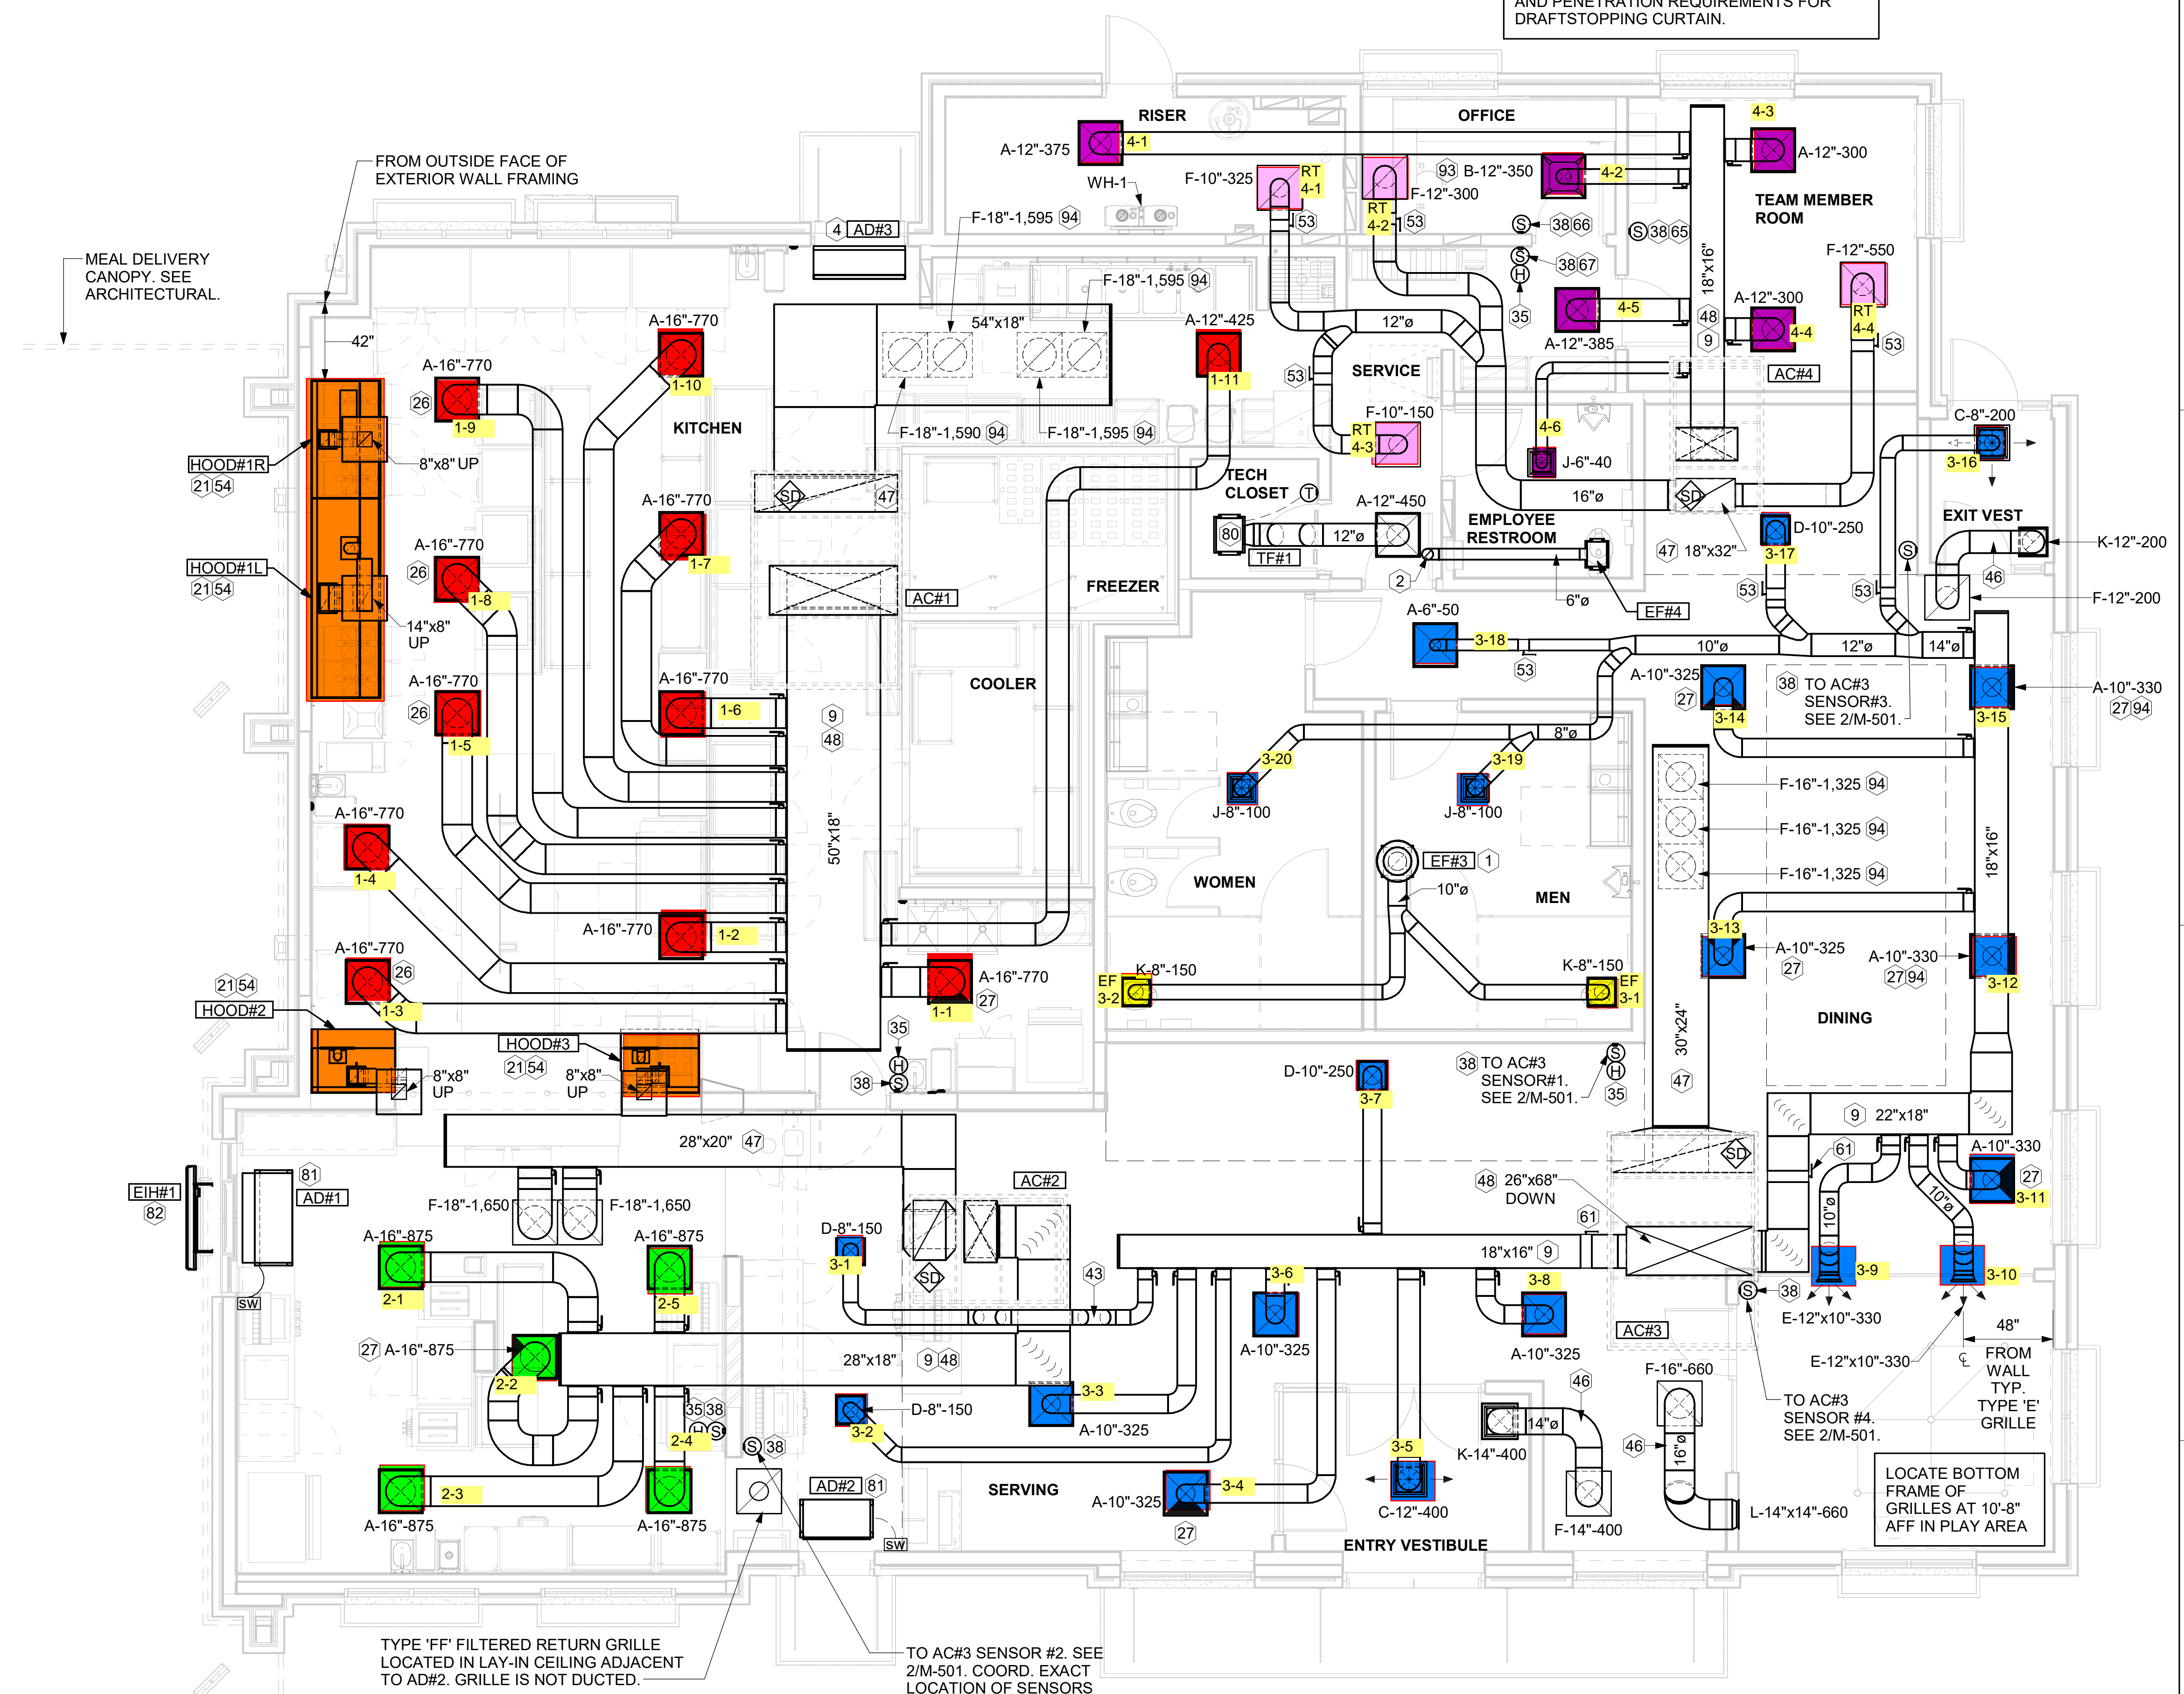 AND PENETRATION REQUIREMENTS FOR
DRAFTSTOPPING CURTAIN.
RISER
OFFICE
4-3
A-12"-375
4-1
A-12"-300
FROM OUTSIDE FACE OF
EXTERIOR WALL FRAMING
F-10"-325
RT
4-1
93
B-12"-350
4-2
F-12"-300
RT
4-2
WH-1
TEAM MEMBER
ROOM
F-18"-1,595 94
53
53
4 AD#3
S 38 66
S 38 65
F-12"-550
MEAL DELIVERY
CANOPY. SEE
ARCHITECTURAL.
S 38 67
H
35
F-18"-1,595 94
18"x16"
A-12"-300
4-5
RT
4-4
4-4
A-16"-770
54"x18"
A-12"-425
12"ø
48
9
42"
A-12"-385
53
A-16"-770
1-10
SERVICE
53
1-11
AC#4
26
1-9
KITCHEN
F-10"-150
RT
4-3
C-8"-200
F-18"-1,590 94
F-18"-1,595 94
4-6
HOOD#1R
21 54
8"x8" UP
J-6"-40
3-16
TECH
CLOSET
T
SD
47
A-12"-450
16"ø
SD
A-16"-770
EXIT VEST
EMPLOYEE
RESTROOM
D-10"-250
80
12"ø
TF#1
K-12"-200
A-16"-770
26
1-7
47 18"x32"
3-17
S
46
HOOD#1L
21 54
1-8
FREEZER
2
AC#1
6"ø
53
53
EF#4
F-12"-200
14"x8"
UP
A-6"-50
3-18
10"ø
12"ø
14"ø
53
A-16"-770
A-16"-770
COOLER
A-10"-325
27
3-14
38 TO AC#3
SENSOR#3.
SEE 2/M-501.
A-10"-330
27 94
3-15
26
1-5
1-6
9
48
8"ø
3-20
3-19
F-16"-1,325 94
J-8"-100
J-8"-100
A-16"-770
F-16"-1,325 94
50"x18"
18"x16"
1-4
EF#3 1
F-16"-1,325 94
WOMEN
10"ø
MEN
A-16"-770
1-2
3-13
A-16"-770
A-10"-325
27
A-10"-330
27 94
3-12
26
1-3
A-16"-770
27
1-1
EF
3-2
K-8"-150
K-8"-150
EF
3-1
21 54
HOOD#2
DINING
30"x24"
35
HOOD#3
21 54
H
S
38
38 TO AC#3
SENSOR#1.
SEE 2/M-501.
S
H
35
D-10"-250
3-7
47
8"x8"
UP
8"x8"
UP
9 22"x18"
28"x20" 47
A-10"-330
27
3-11
61
SD
EIH#1
82
81
AD#1
AC#2
48 26"x68"
DOWN
F-18"-1,650
F-18"-1,650
10"ø
10"ø
D-8"-150
3-1
61
A-16"-875
A-16"-875
18"x16" 9
2-1
2-5
SD
43
3-6
3-8
3-9
3-10
SW
S 38
E-12"x10"-330
48"
27 A-16"-875
2-2
28"x18" 9 48
A-10"-325
A-10"-325
AC#3
E-12"x10"-330
℄
FROM
WALL
TYP.
TYPE 'E'
GRILLE
F-16"-660
46
3-3
35 38
H S
2-4
S 38
3-2
D-8"-150
A-10"-325
TO AC#3
SENSOR #4.
SEE 2/M-501.
14"ø
K-14"-400
3-5
46
16"ø
2-3
AD#2 81
A-10"-325
3-4
27
SERVING
LOCATE BOTTOM
FRAME OF
GRILLES AT 10'-8"
AFF IN PLAY AREA
A-16"-875
A-16"-875
C-12"-400
F-14"-400
L-14"x14"-660
SW
ENTRY VESTIBULE
TYPE 'FF' FILTERED RETURN GRILLE
LOCATED IN LAY-IN CEILING ADJACENT
TO AD#2. GRILLE IS NOT DUCTED.
TO AC#3 SENSOR #2. SEE
2/M-501. COORD. EXACT
LOCATION OF SENSORS